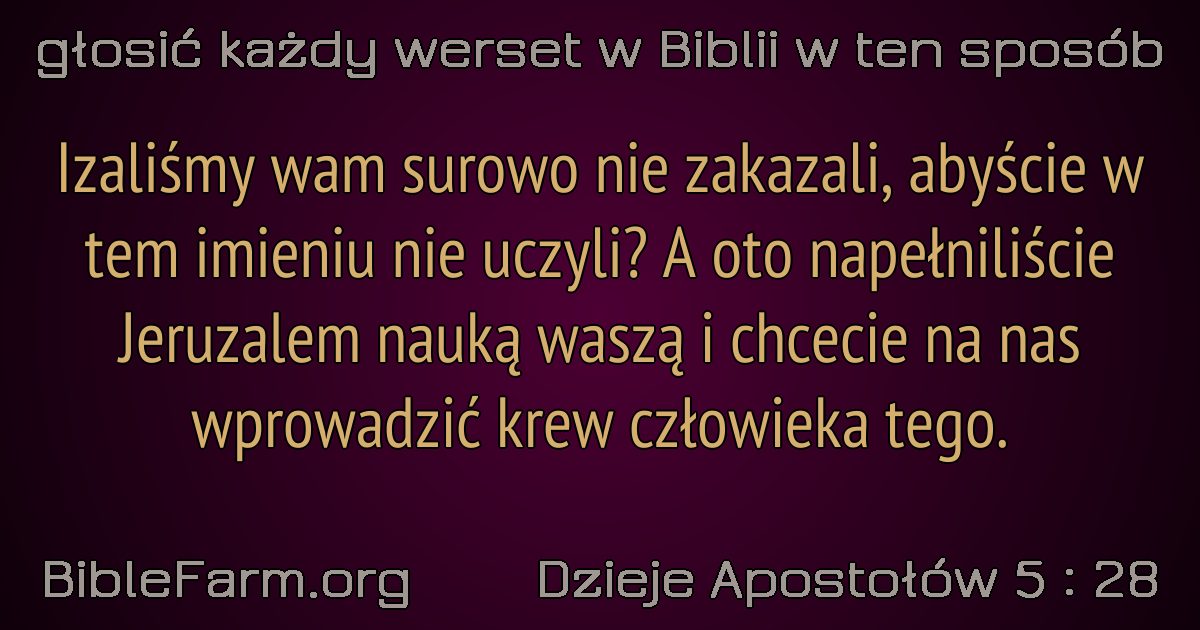 głosić każdy werset w Biblii w ten sposób
Izaliśmy wam surowo nie zakazali, abyście w
tem imieniu nie uczyli? A oto napełniliście
Jeruzalem nauką waszą i chcecie na nas
wprowadzić krew człowieka tego.
BibleFarm.org
Dzieje Apostołów 5 : 28